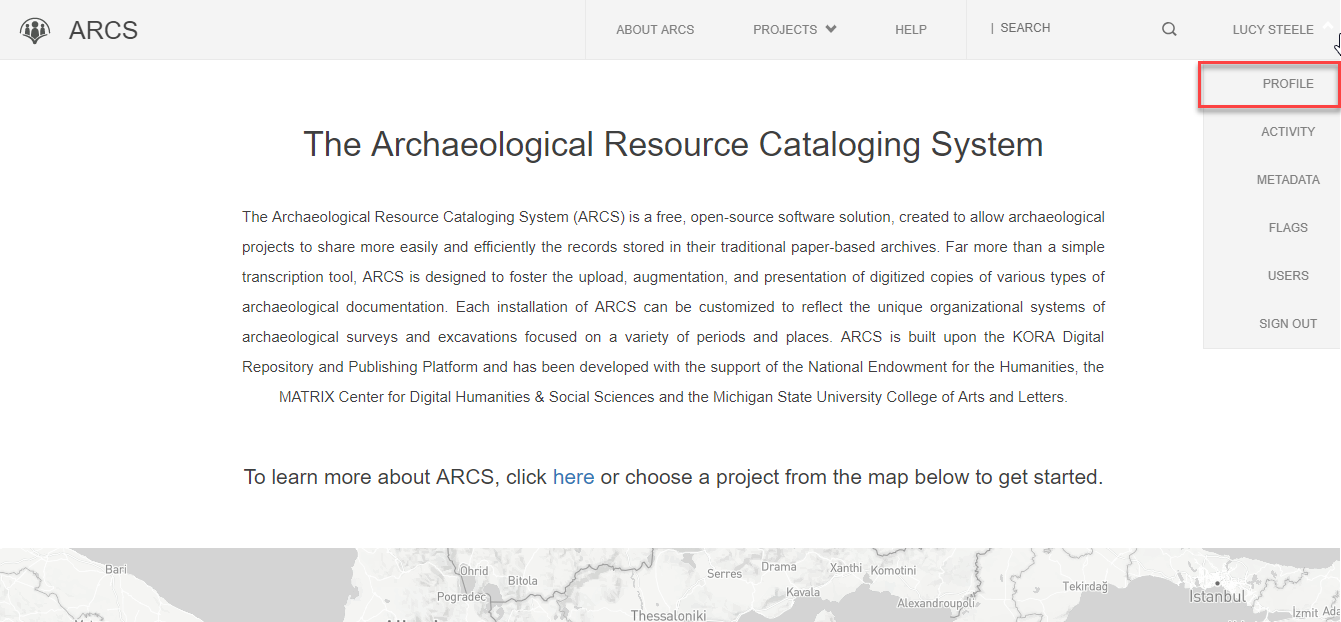 ARCS
ABOUT ARCS
PROJECTS
HELP
| SEARCH
LUCY STEELE
PROFILE
ACTIVITY
METADATA
FLAGS
USERS
SIGN OUT
The Archaeological Resource Cataloging System
The Archaeological Resource Cataloging System (ARCS) is a free, open-source software solution, created to allow archaeological
projects to share more easily and efficiently the records stored in their traditional paper-based archives. Far more than a simple
transcription tool, ARCS is designed to foster the upload, augmentation, and presentation of digitized copies of various types of
archaeological documentation. Each installation of ARCS can be customized to reflect the unique organizational systems of
archaeological surveys and excavations focused on a variety of periods and places. ARCS is built upon the KORA Digital
Repository and Publishing Platform and has been developed with the support of the National Endowment for the Humanities, the
MATRIX Center for Digital Humanities & Social Sciences and the Michigan State University College of Arts and Letters.
To learn more about ARCS, click here or choose a project from the map below to get started.
Bari
Ohrid
Bitola
Pogradec
Serres
Drama
Xanthi
Komotini
Kavala
Alexandroupoli
Thessaloniki
Tekirdağ
Istanbul
İzmit